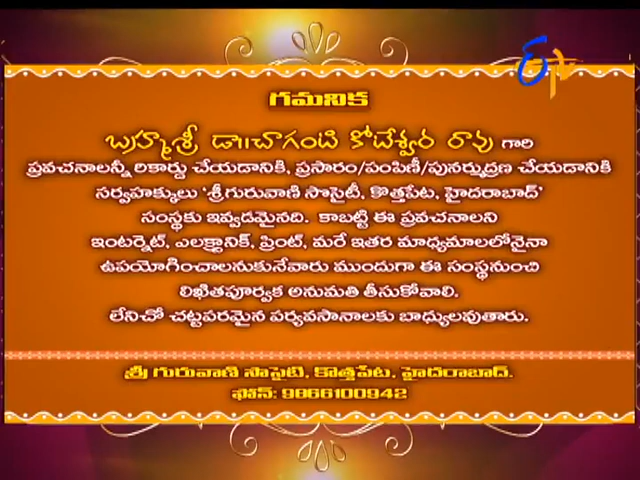 ETV
గమనిక
బ్రహ్మశ్రీ డా॥చాగంటి కోటేశ్వర రావు గారి
ప్రవచనాలన్నీ రికార్డు చేయడానికి, ప్రసారం/పంపిణీ/పునర్ముద్రణ చేయడానికి
సర్వహక్కులు ‘శ్రీగురువాణి సొసైటీ, కొత్తపేట, హైదరాబాద్’
సంస్థకు ఇవ్వడమైనది. కాబట్టి ఈ ప్రవచనాలని
ఇంటర్నెట్, ఎలక్ట్రానిక్, ప్రింట్, మరే ఇతర మాధ్యమాలలోనైనా
ఉపయోగించాలనుకునేవారు ముందుగా ఈ సంస్థనుంచి
లిఖితపూర్వక అనుమతి తీసుకోవాలి.
లేనిచో చట్టపరమైన పర్యవసానాలకు బాధ్యులవుతారు.
శ్రీ గురువాణి సొసైటి, కొత్తపేట, హైదరాబాద్.
ఫోన్: 9866100942